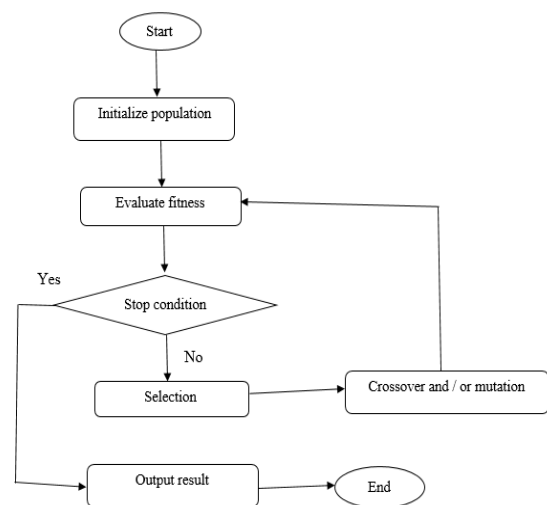 Start
Initialize population
Evaluate fitness
Yes
Stop condition
No
Selection
Crossover and / or mutation
Output result
End